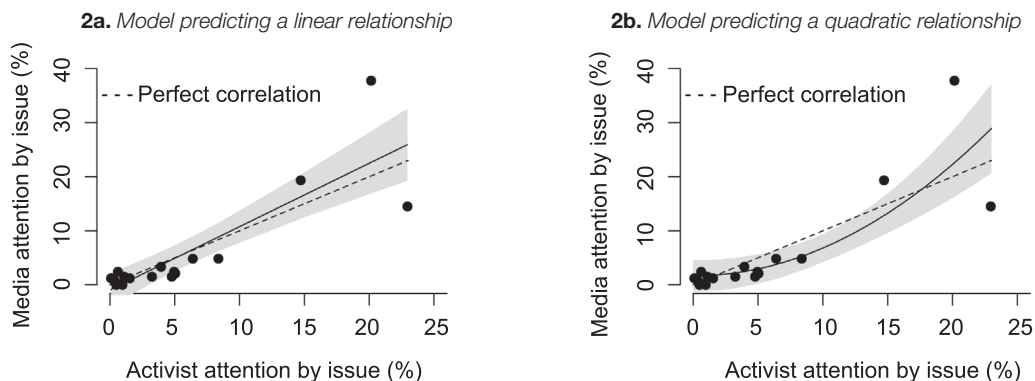 2a. Model predicting a linear relationship
Media attention by issue (%)
40
30
20
10
0
Perfect correlation
0 5 10 15 20 25
Activist attention by issue (%)
2b. Model predicting a quadratic relationship
Media attention by issue (%)
40
30
20
10
0
Perfect correlation
0 5 10 15 20 25
Activist attention by issue (%)